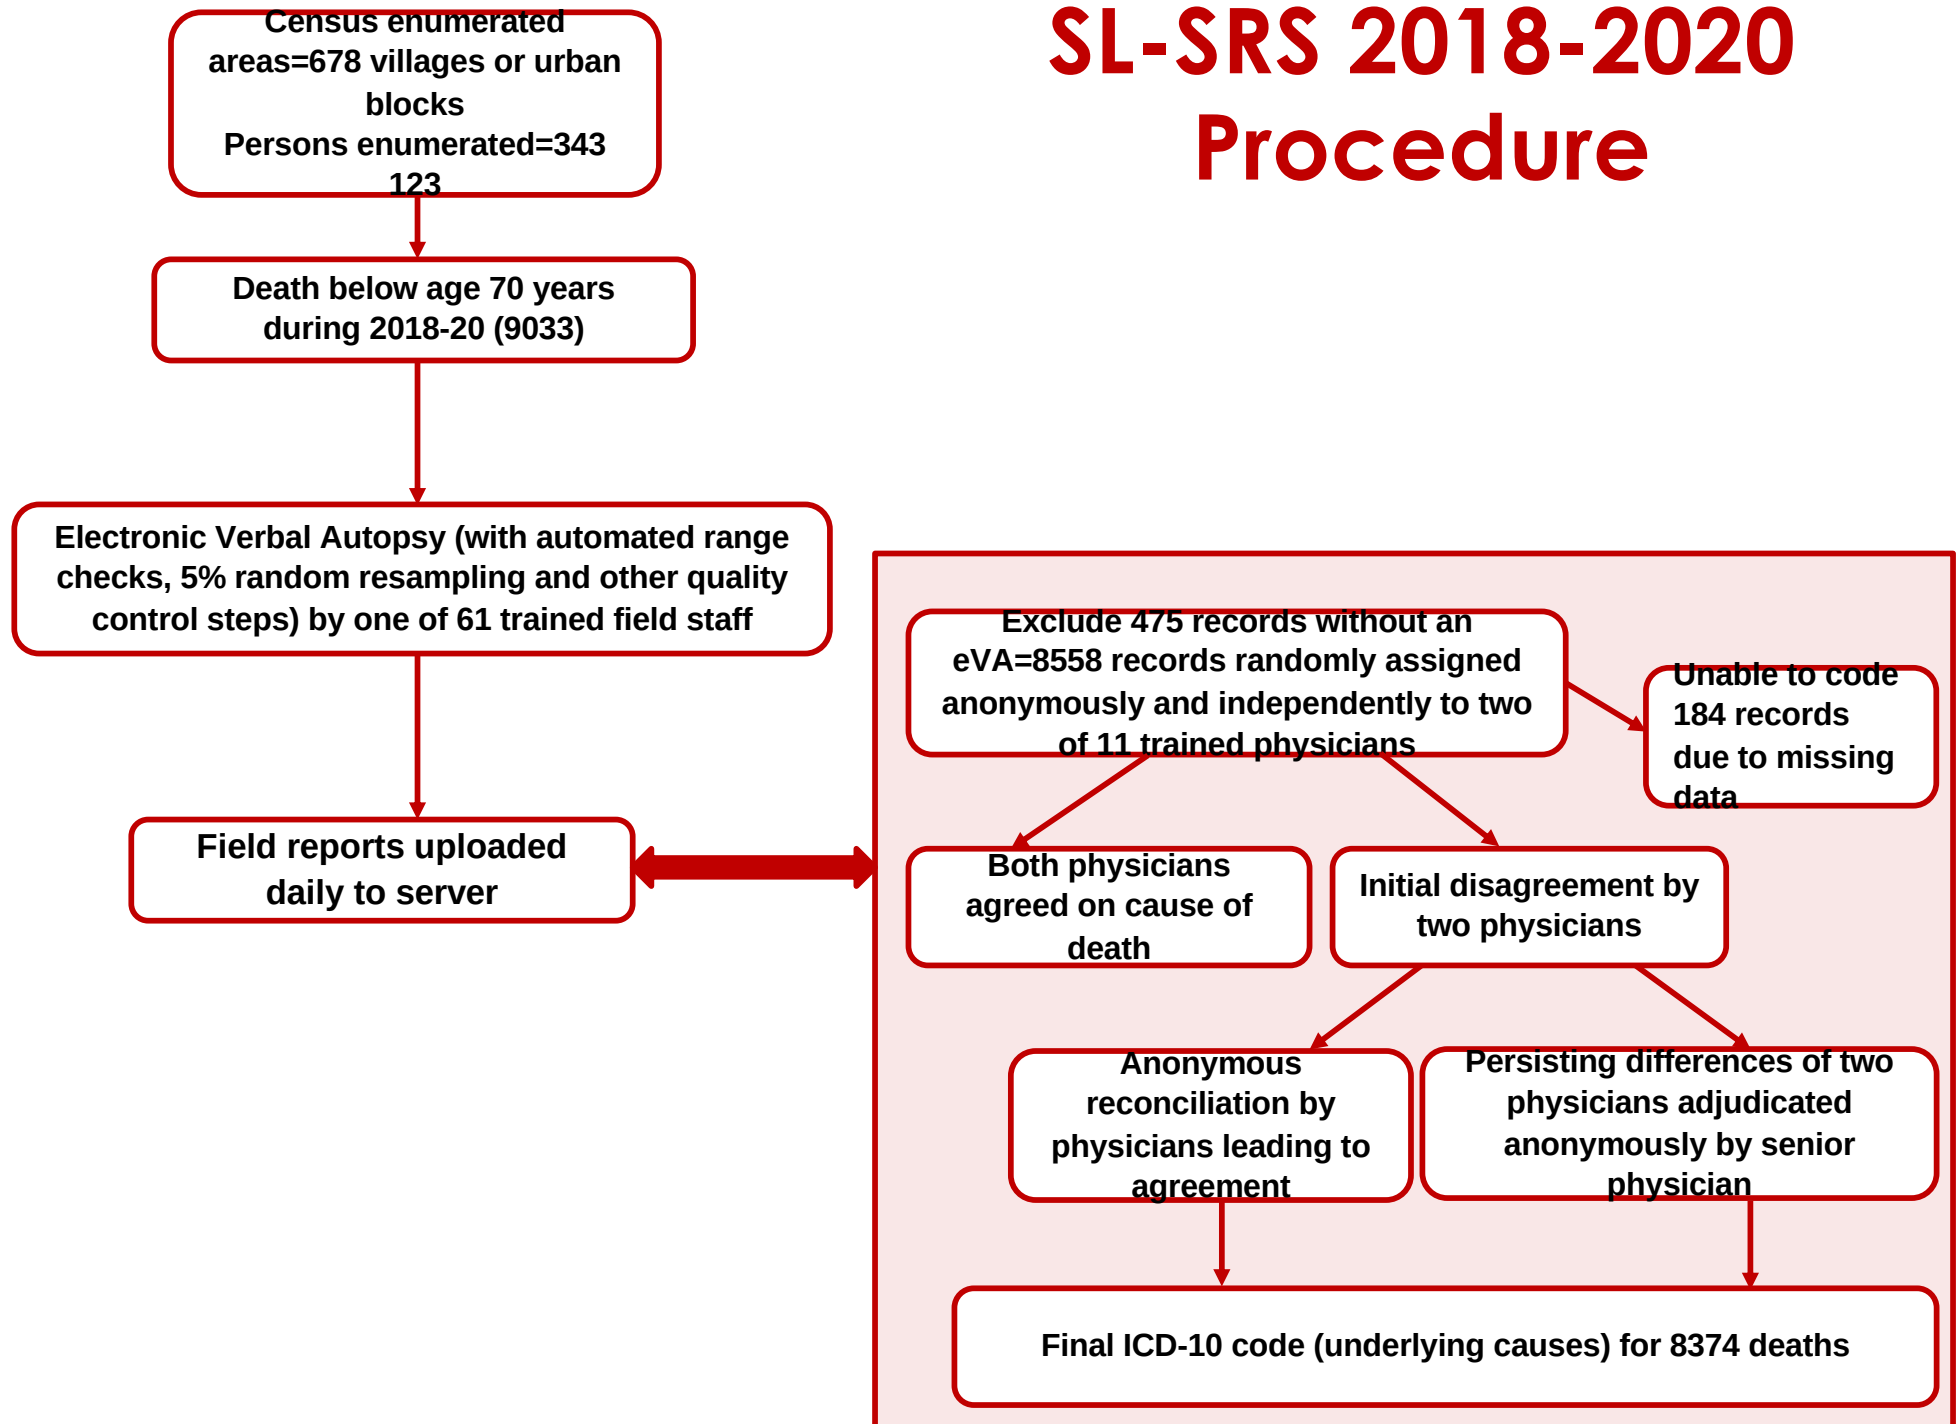 SL-SRS 2018-2020
Procedure
Census enumerated
areas=678 villages or urban
blocks
Persons enumerated=343
123
Death below age 70 years
during 2018-20 (9033)
Electronic Verbal Autopsy (with automated range
checks, 5% random resampling and other quality
control steps) by one of 61 trained field staff
Field reports uploaded
daily to server
Exclude 475 records without an
eVA=8558 records randomly assigned
anonymously and independently to two
of 11 trained physicians
Unable to code
184 records
due to missing
data
Both physicians
agreed on cause of
death
Initial disagreement by
two physicians
Anonymous
reconciliation by
physicians leading to
agreement
Persisting differences of two
physicians adjudicated
anonymously by senior
physician
Final ICD-10 code (underlying causes) for 8374 deaths